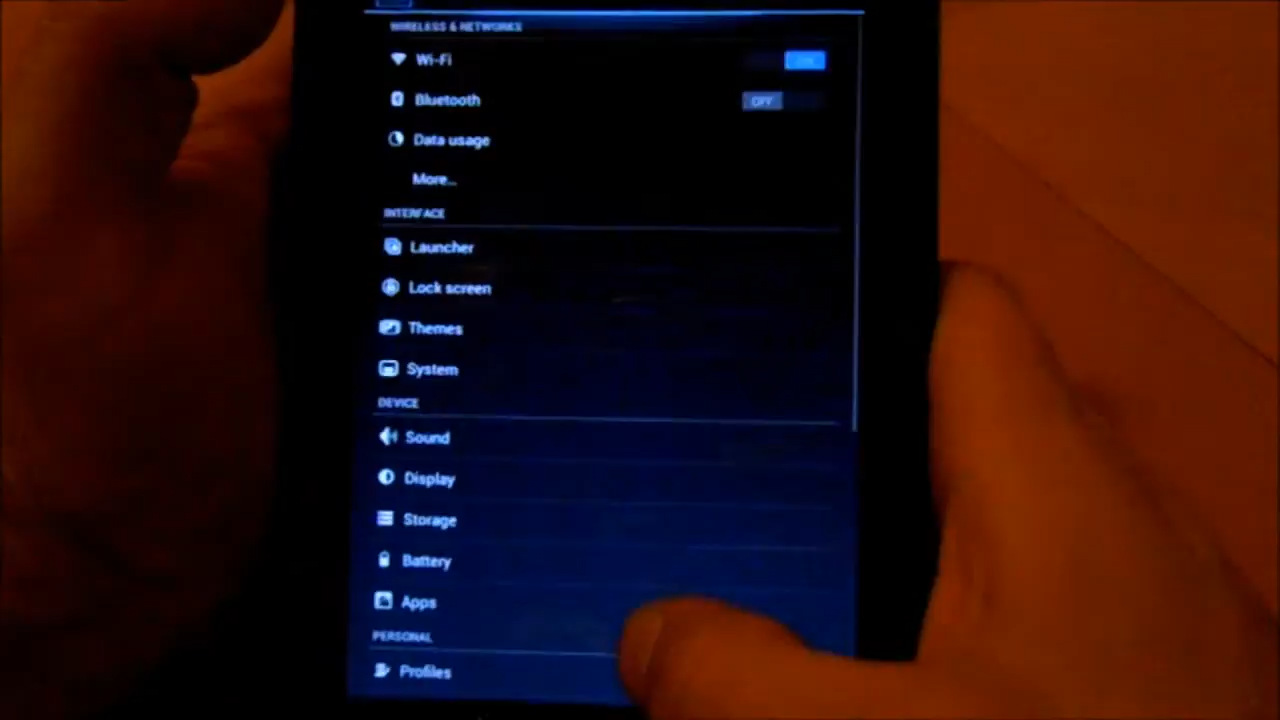 WIRELESS & NETWORKS
Wi-Fi
Bluetooth OFF
Data usage
More...
INTERFACE
Launcher
Lock screen
Themes
System
DEVICE
Sound
Display
Storage
Battery
Apps
PERSONAL
Profiles